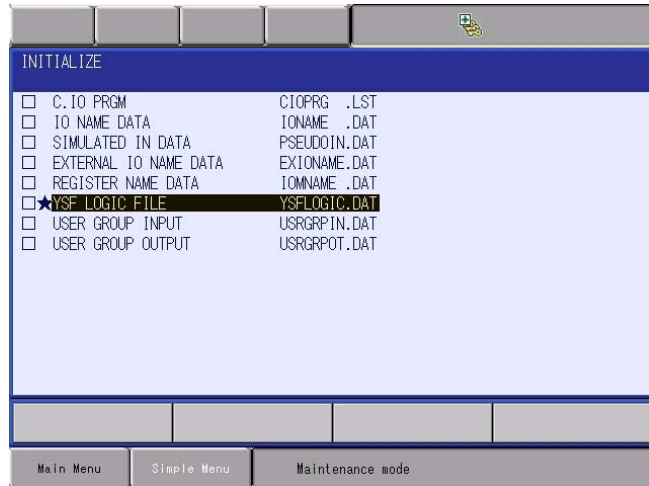 INITIALIZE
C.IO PRGM CIOPRG .LST
IO NAME DATA IONAME .DAT
SIMULATED IN DATA PSEUDOIN.DAT
EXTERNAL IO NAME DATA EXIONAME.DAT
REGISTER NAME DATA IOMNAME .DAT
★YSF LOGIC FILE YSFLOGIC.DAT
USER GROUP INPUT USRGRPIN.DAT
USER GROUP OUTPUT USRGRPOT.DAT
Main Menu Simple Menu Maintenance mode